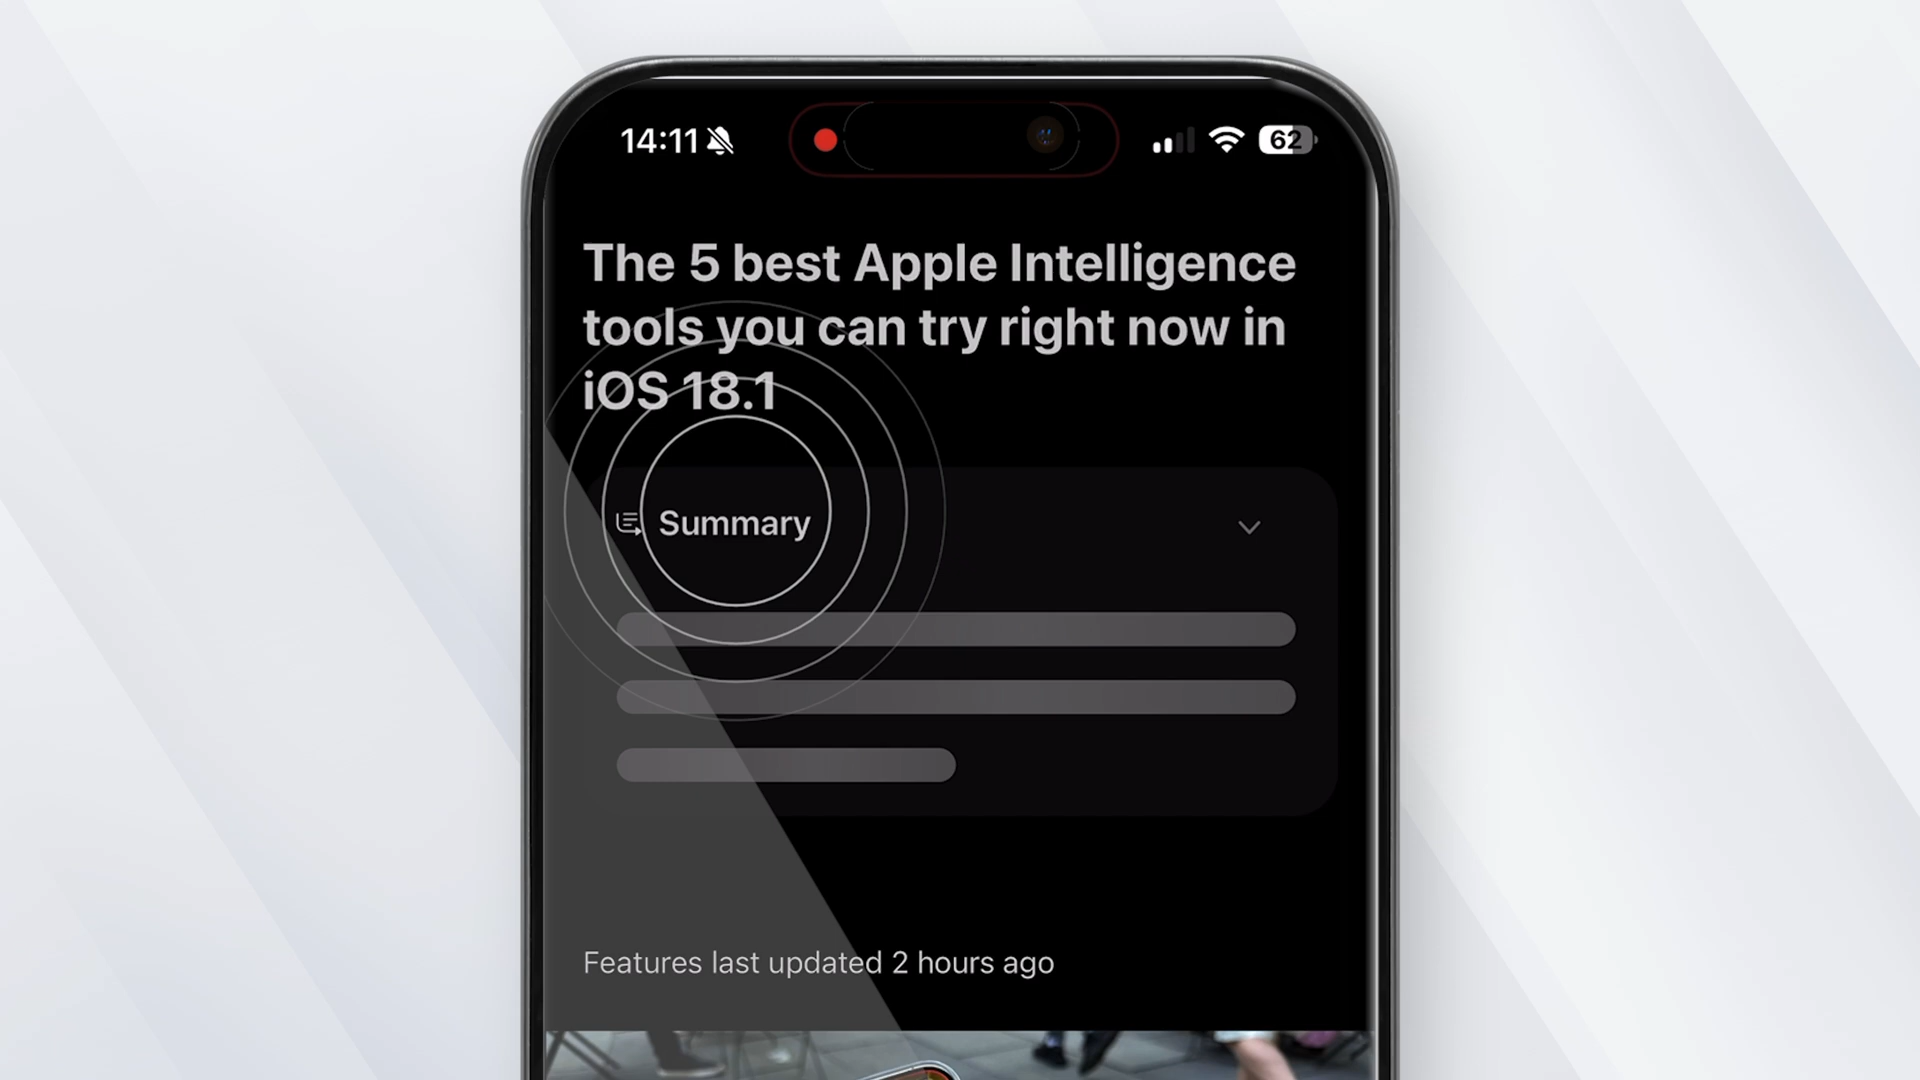 14:11
62
The 5 best Apple Intelligence
tools you can try right now in
iOS 18.1
Summary
Features last updated 2 hours ago